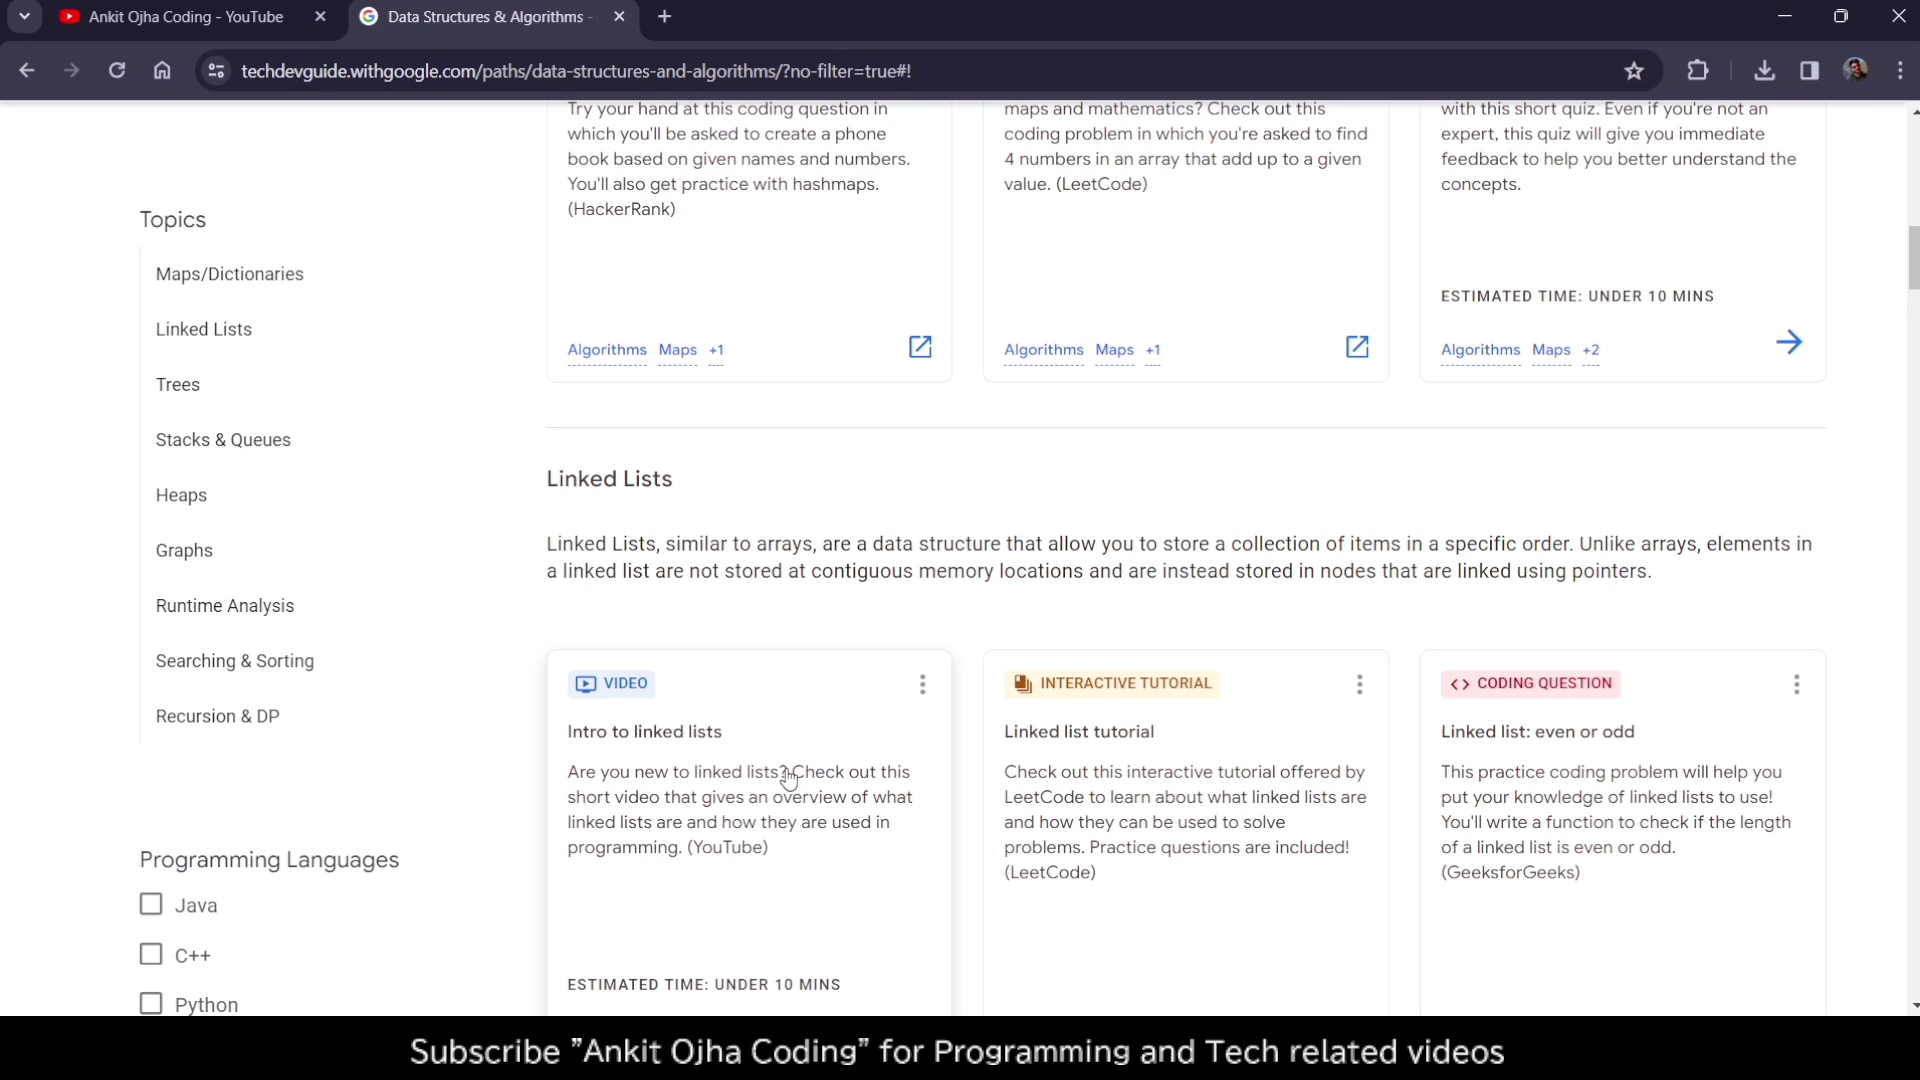 Ankit Ojha Coding - YouTube
Data Structures & Algorithms -
techdevguide.withgoogle.com/paths/data-structures-and-algorithms/?no-filter=true#!
Topics
Maps/Dictionaries
Linked Lists
Trees
Stacks & Queues
Heaps
Graphs
Runtime Analysis
Searching & Sorting
Recursion & DP
Programming Languages
Java
C++
Python
Try your hand at this coding question in
which you'll be asked to create a phone
book based on given names and numbers.
You'll also get practice with hashmaps.
(HackerRank)
Algorithms Maps +1
maps and mathematics? Check out this
coding problem in which you're asked to find
4 numbers in an array that add up to a given
value. (LeetCode)
Algorithms Maps +1
with this short quiz. Even if you're not an
expert, this quiz will give you immediate
feedback to help you better understand the
concepts.
ESTIMATED TIME: UNDER 10 MINS
Algorithms Maps +2
Linked Lists
Linked Lists, similar to arrays, are a data structure that allow you to store a collection of items in a specific order. Unlike arrays, elements in
a linked list are not stored at contiguous memory locations and are instead stored in nodes that are linked using pointers.
VIDEO
Intro to linked lists
Are you new to linked lists? Check out this
short video that gives an overview of what
linked lists are and how they are used in
programming. (YouTube)
ESTIMATED TIME: UNDER 10 MINS
INTERACTIVE TUTORIAL
Linked list tutorial
Check out this interactive tutorial offered by
LeetCode to learn about what linked lists are
and how they can be used to solve
problems. Practice questions are included!
(LeetCode)
<> CODING QUESTION
Linked list: even or odd
This practice coding problem will help you
put your knowledge of linked lists to use!
You'll write a function to check if the length
of a linked list is even or odd.
(GeeksforGeeks)
Subscribe "Ankit Ojha Coding" for Programming and Tech related videos